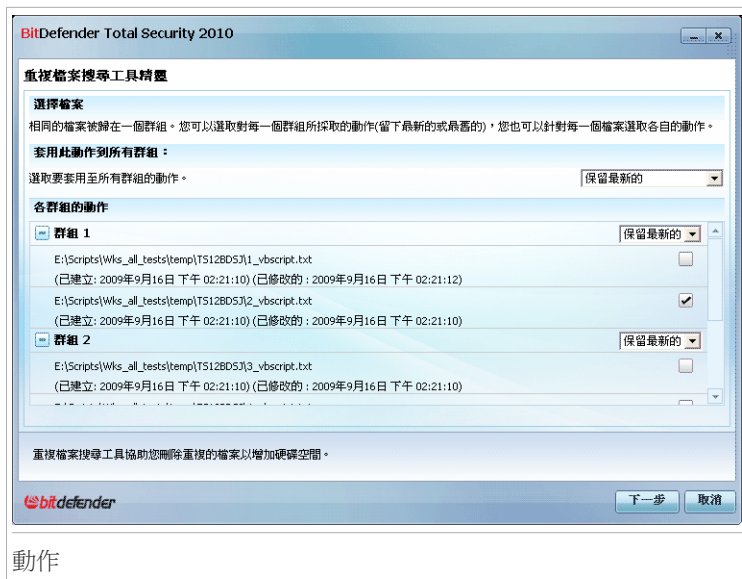 BitDefender Total Security 2010
重複檔案搜尋工具精靈
選擇檔案
相同的檔案被歸在一個群組。您可以選取對每一個群組所採取的動作(留下最新的或最舊的)，您也可以針對每一個檔案選取各自的動作。
套用此動作到所有群組：
選取要套用至所有群組的動作。 保留最新的
各群組的動作
群組 1 保留最新的
E:\Scripts\Wks_all_tests\temp\TS12BDSJ\1_vbscript.txt
(已建立: 2009年9月16日 下午 02:21:10) (已修改的 : 2009年9月16日 下午 02:21:12)
E:\Scripts\Wks_all_tests\temp\TS12BDSJ\2_vbscript.txt
(已建立: 2009年9月16日 下午 02:21:10) (已修改的 : 2009年9月16日 下午 02:21:10)
群組 2 保留最新的
E:\Scripts\Wks_all_tests\temp\TS12BDSJ\3_vbscript.txt
(已建立: 2009年9月16日 下午 02:21:10) (已修改的 : 2009年9月16日 下午 02:21:10)
重複檔案搜尋工具協助您刪除重複的檔案以增加硬碟空間。
bitdefender 下一步 取消
動作